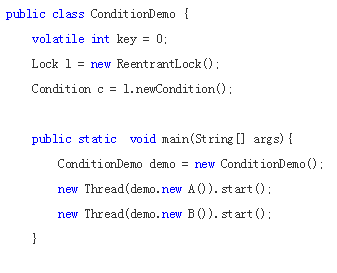 public class ConditionDemo {
volatile int key = 0;
Lock l = new ReentrantLock();
Condition c = l.newCondition();
public static  void main(String[] args){
ConditionDemo demo = new ConditionDemo();
new Thread(demo.new A()).start();
new Thread(demo.new B()).start();
}